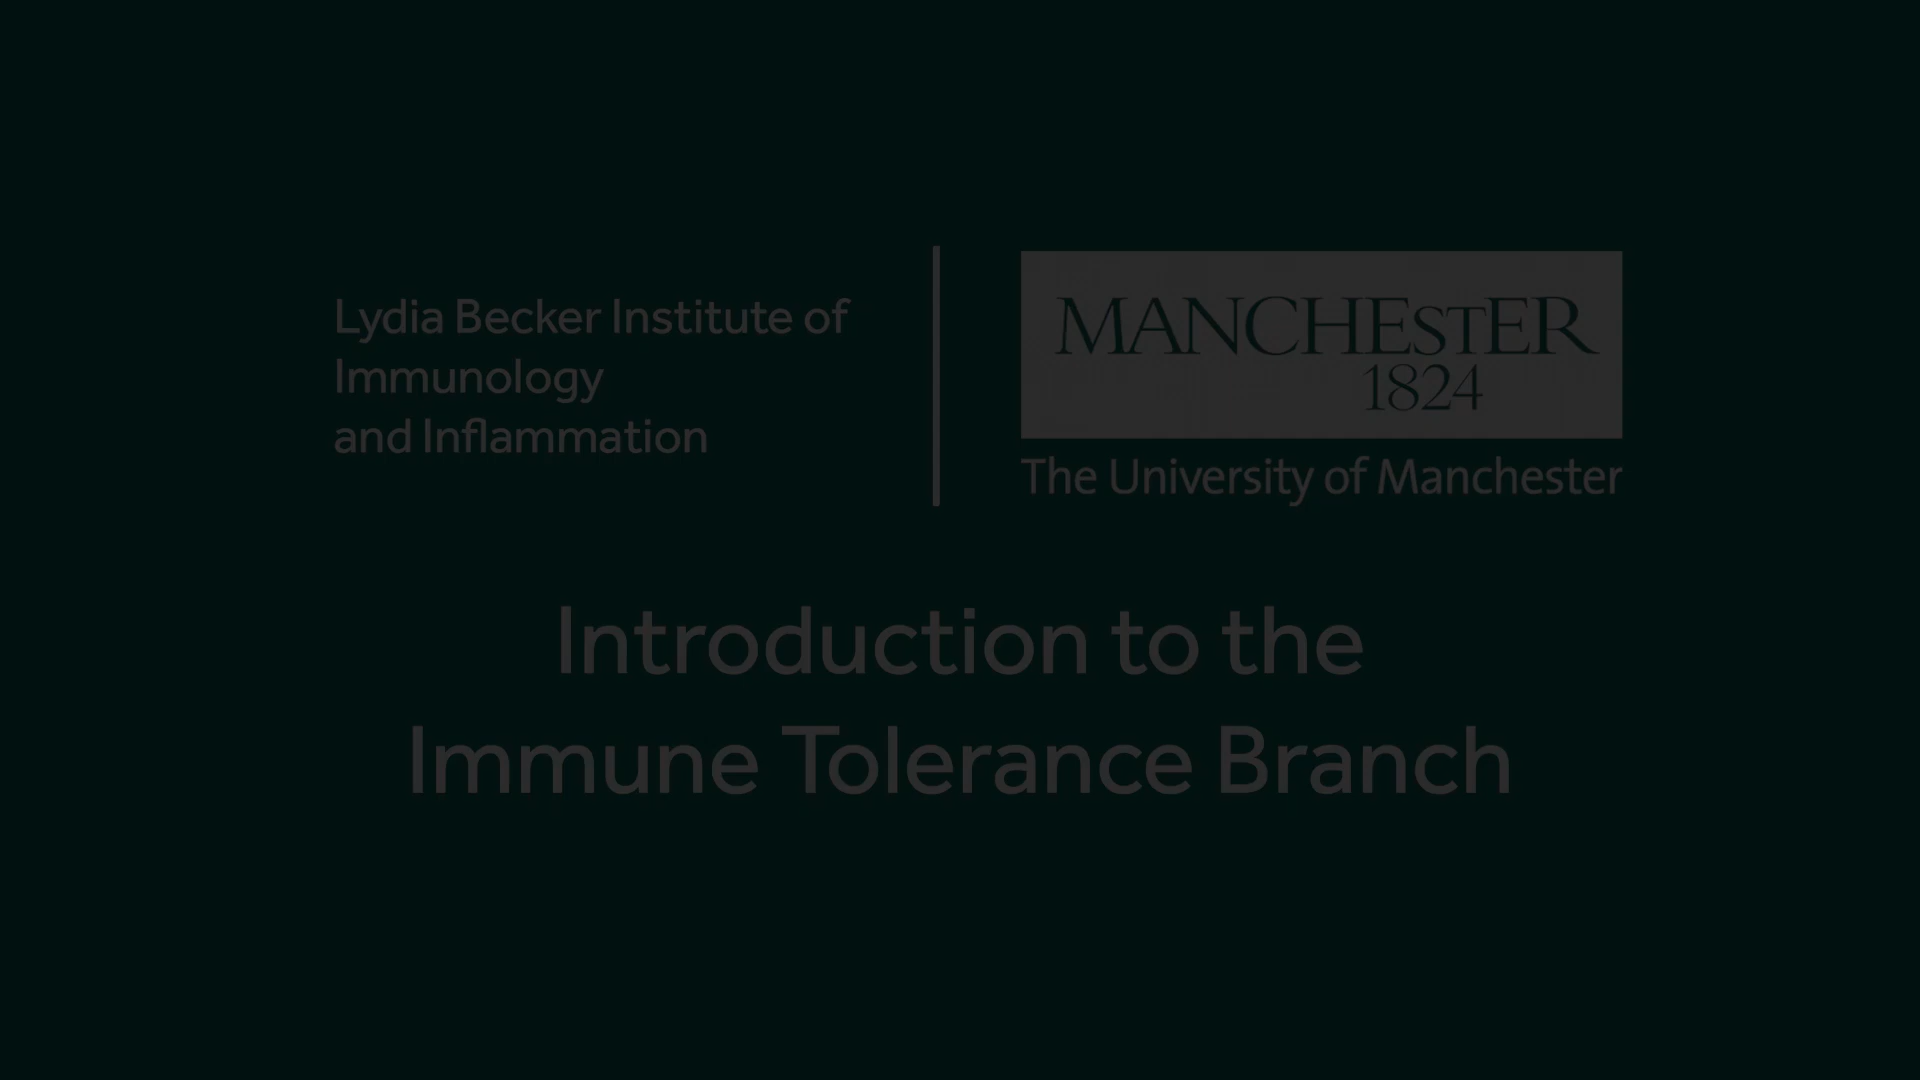 Lydia Becker Institute of
Immunology
and Inflammation
MANCHESTER
1824
The University of Manchester
Introduction to the
Immune Tolerance Branch